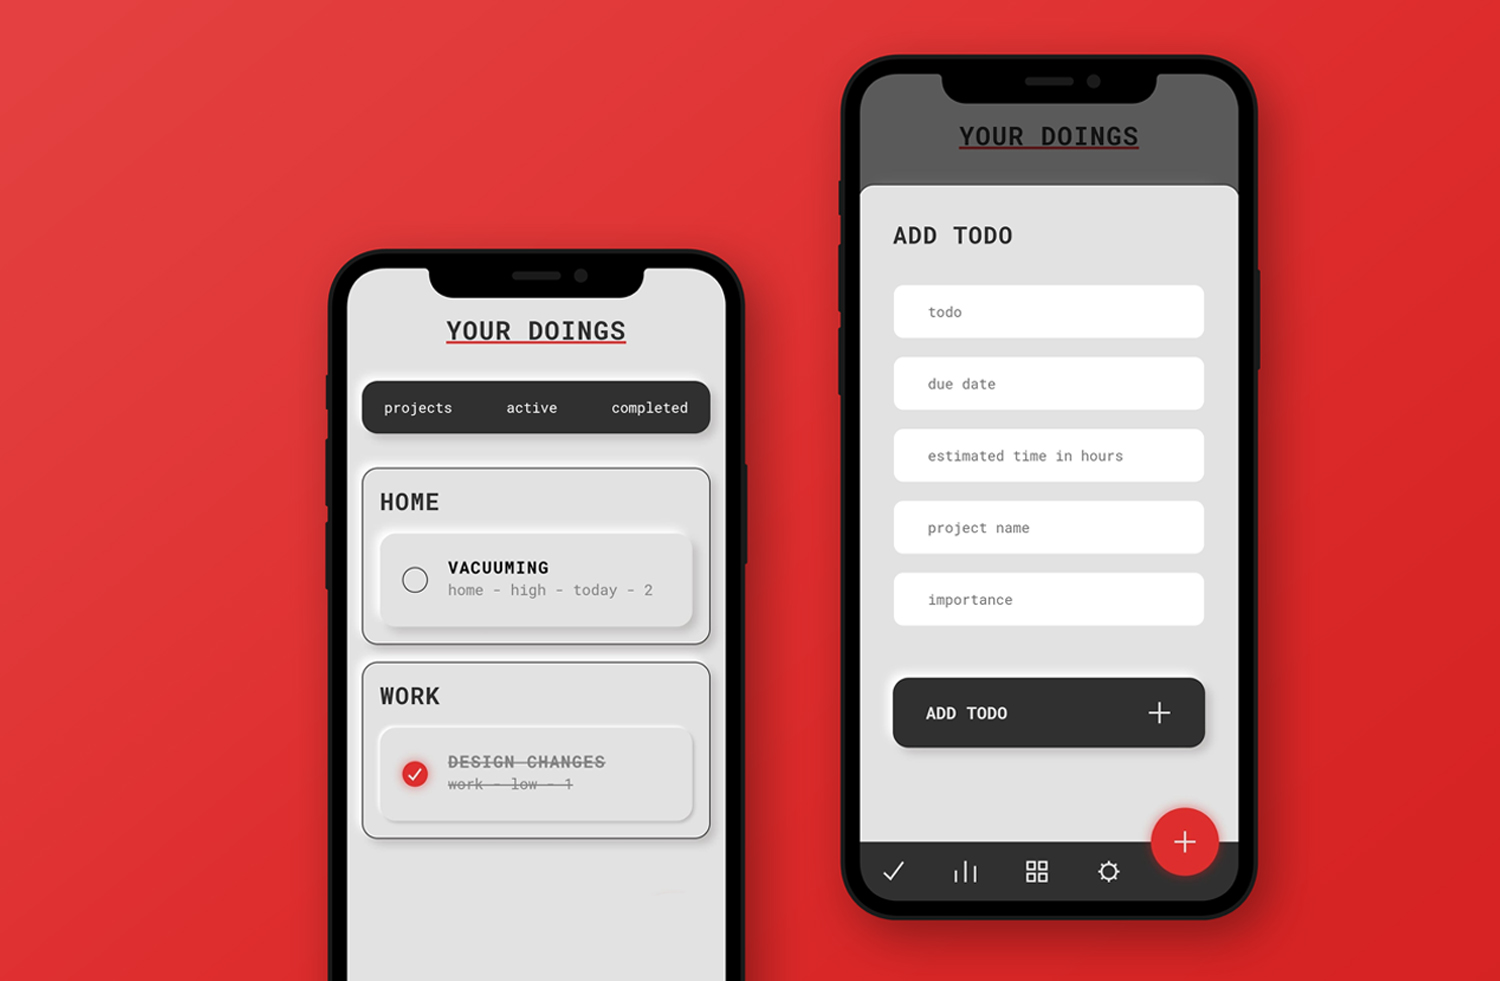 YOUR DOINGS
projects active completed
HOME
VACUUMING
home - high - today - 2
WORK
DESIGN CHANGES
work - low - 1
YOUR DOINGS
ADD TODO
todo
due date
estimated time in hours
project name
importance
ADD TODO